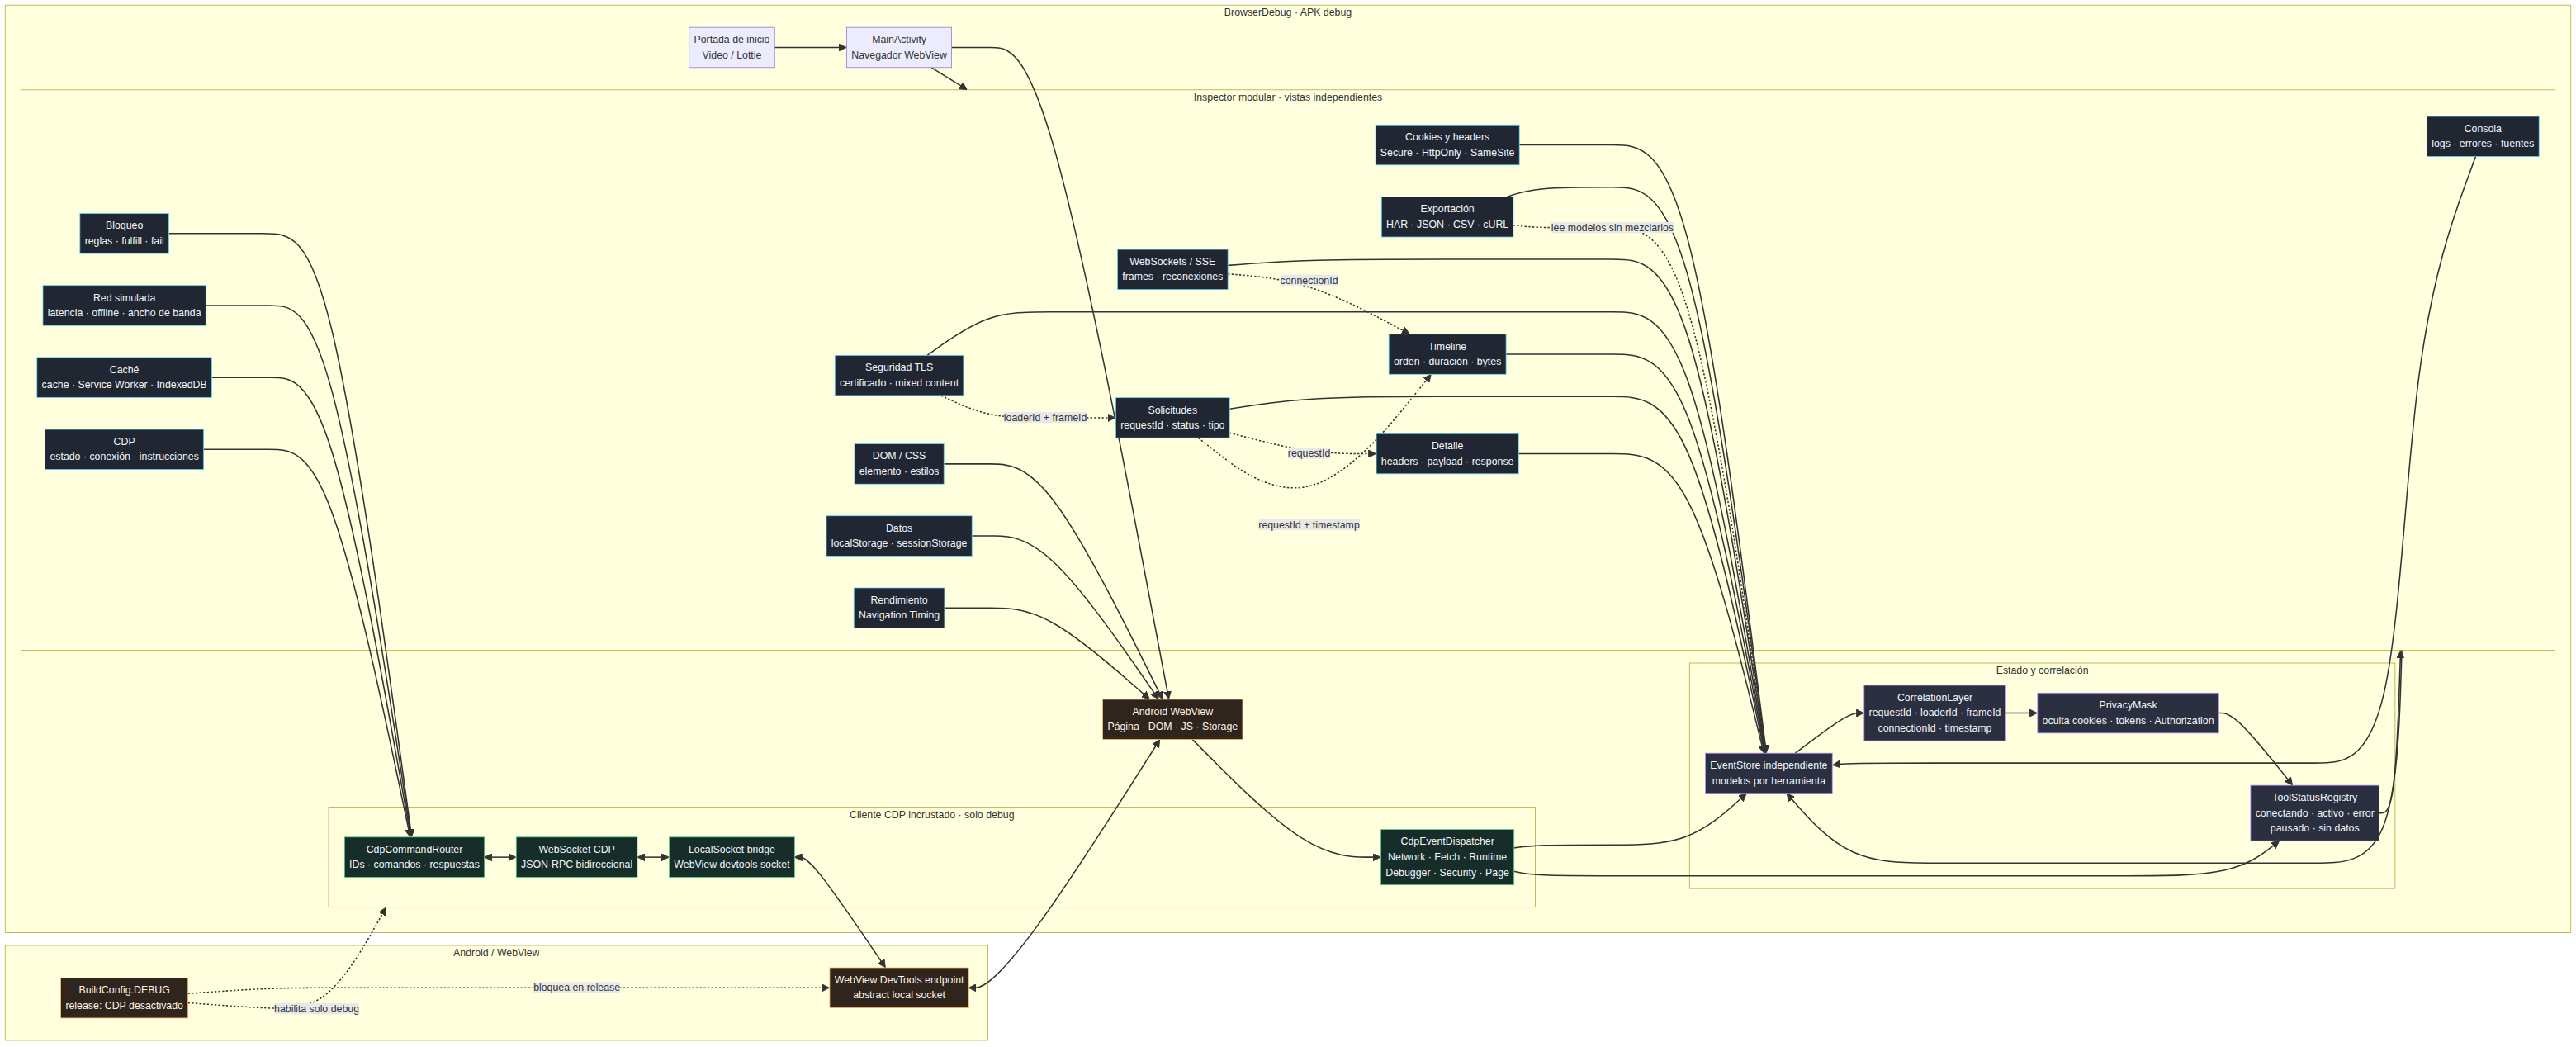 BrowserDebug · APK debug
Portada de inicio
Video / Lottie
MainActivity
Navegador WebView
Inspector modular · vistas independientes
Cookies y headers
Secure · HttpOnly · SameSite
Consola
logs · errores · fuentes
Exportación
HAR · JSON · CSV · cURL
lee modelos sin mezclarlos
Bloqueo
reglas · fulfill · fail
WebSockets / SSE
frames · reconexiones
connectionId
Red simulada
latencia · offline · ancho de banda
Timeline
orden · duración · bytes
Seguridad TLS
certificado · mixed content
Caché
cache · Service Worker · IndexedDB
loaderId + frameId
Solicitudes
requestId · status · tipo
CDP
estado · conexión · instrucciones
DOM / CSS
elemento · estilos
requestId
Detalle
headers · payload · response
requestId + timestamp
Datos
localStorage · sessionStorage
Rendimiento
Navigation Timing
Estado y correlación
Android WebView
Página · DOM · JS · Storage
CorrelationLayer
requestId · loaderId · frameId
connectionId · timestamp
PrivacyMask
oculta cookies · tokens · Authorization
EventStore independiente
modelos por herramienta
ToolStatusRegistry
conectando · activo · error
pausado · sin datos
Cliente CDP incrustado · solo debug
CdpCommandRouter
IDs · comandos · respuestas
WebSocket CDP
JSON-RPC bidireccional
LocalSocket bridge
WebView devtools socket
CdpEventDispatcher
Network · Fetch · Runtime
Debugger · Security · Page
Android / WebView
BuildConfig.DEBUG
release: CDP desactivado
habilita solo debug
bloquea en release
WebView DevTools endpoint
abstract local socket